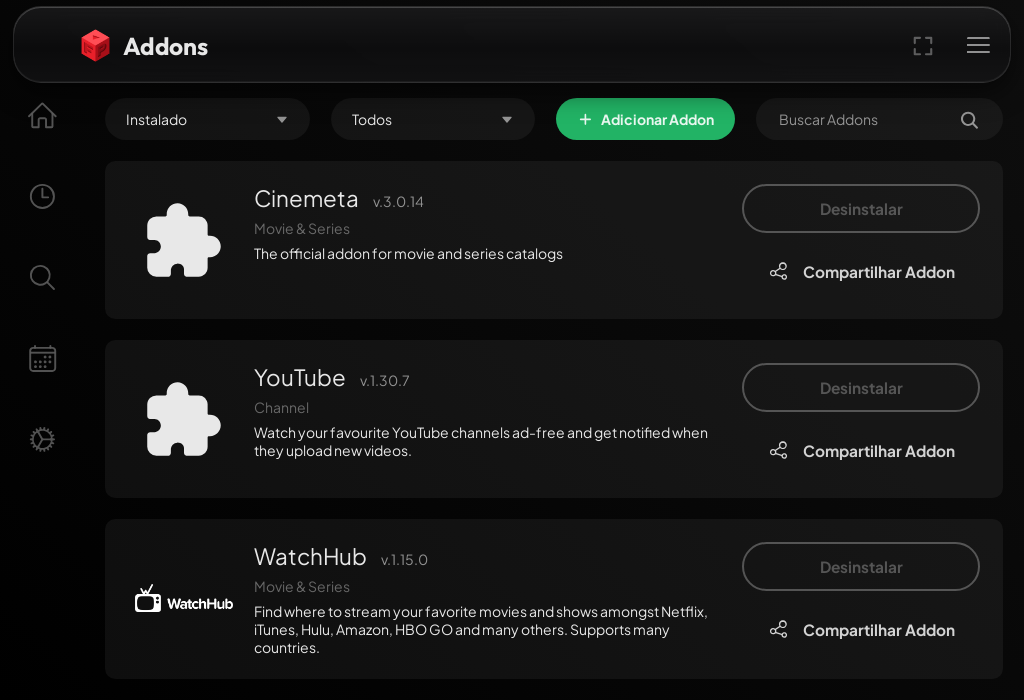 Addons
Instalado
Todos
+ Adicionar Addon
Buscar Addons
Cinemeta v.3.0.14
Movie & Series
The official addon for movie and series catalogs
Desinstalar
Compartilhar Addon
YouTube v.1.30.7
Channel
Watch your favourite YouTube channels ad-free and get notified when
they upload new videos.
Desinstalar
Compartilhar Addon
WatchHub
WatchHub v.1.15.0
Movie & Series
Find where to stream your favorite movies and shows amongst Netflix,
iTunes, Hulu, Amazon, HBO GO and many others. Supports many
countries.
Desinstalar
Compartilhar Addon